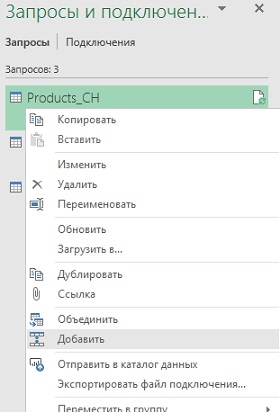 Запросы и подключен...
Запросы | Подключения
Запросов: 3
Products_CH
Копировать
Вставить
Изменить
Удалить
Переименовать
Обновить
Загрузить в...
Дублировать
Ссылка
Объединить
Добавить
Отправить в каталог данных
Экспортировать файл подключения...
Переместить в группу